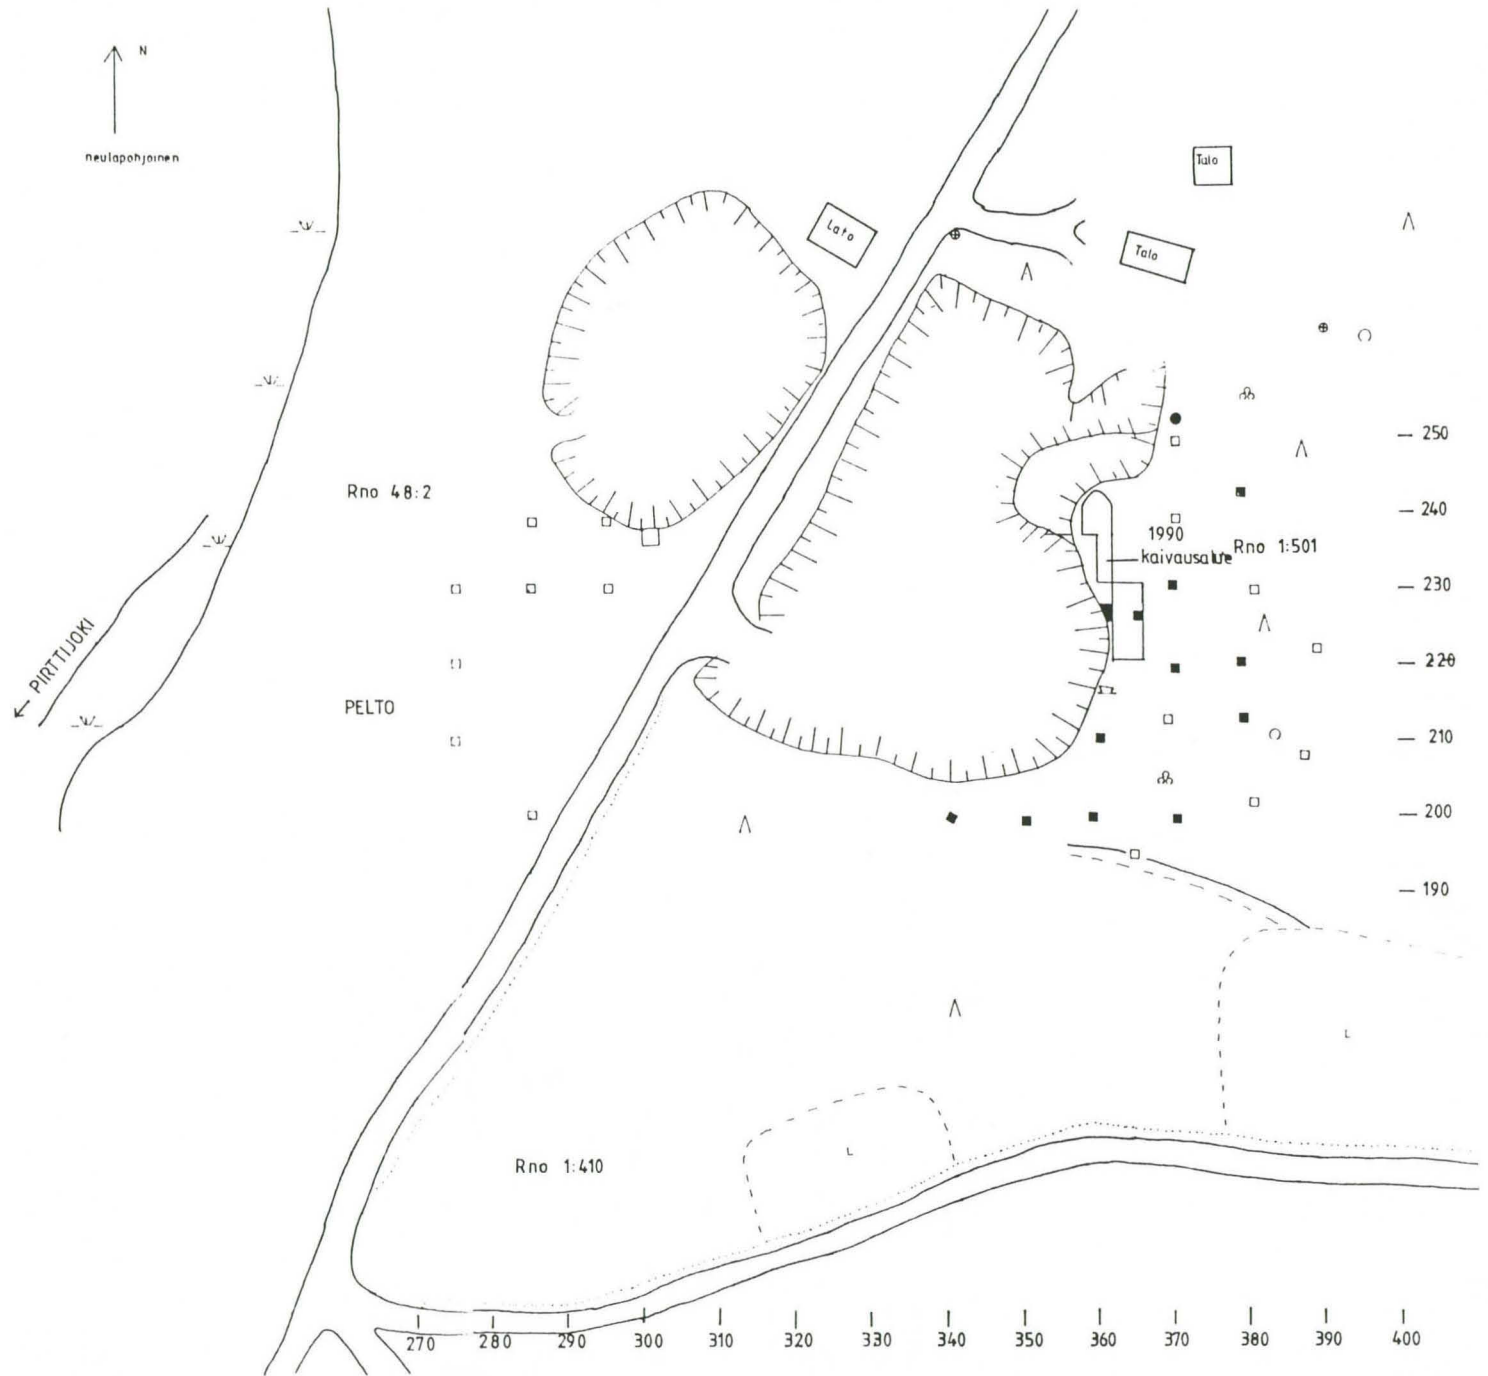 N
neulapohjoinen
Talo
Lato
Talo
250
Rno 48:2
240
1990
kaivausalue
Rno 1:501
230
← PIRTTIJOKI
220
PELTO
210
200
190
L
L
Rno 1:410
270 280 290 300 310 320 330 340 350 360 370 380 390 400